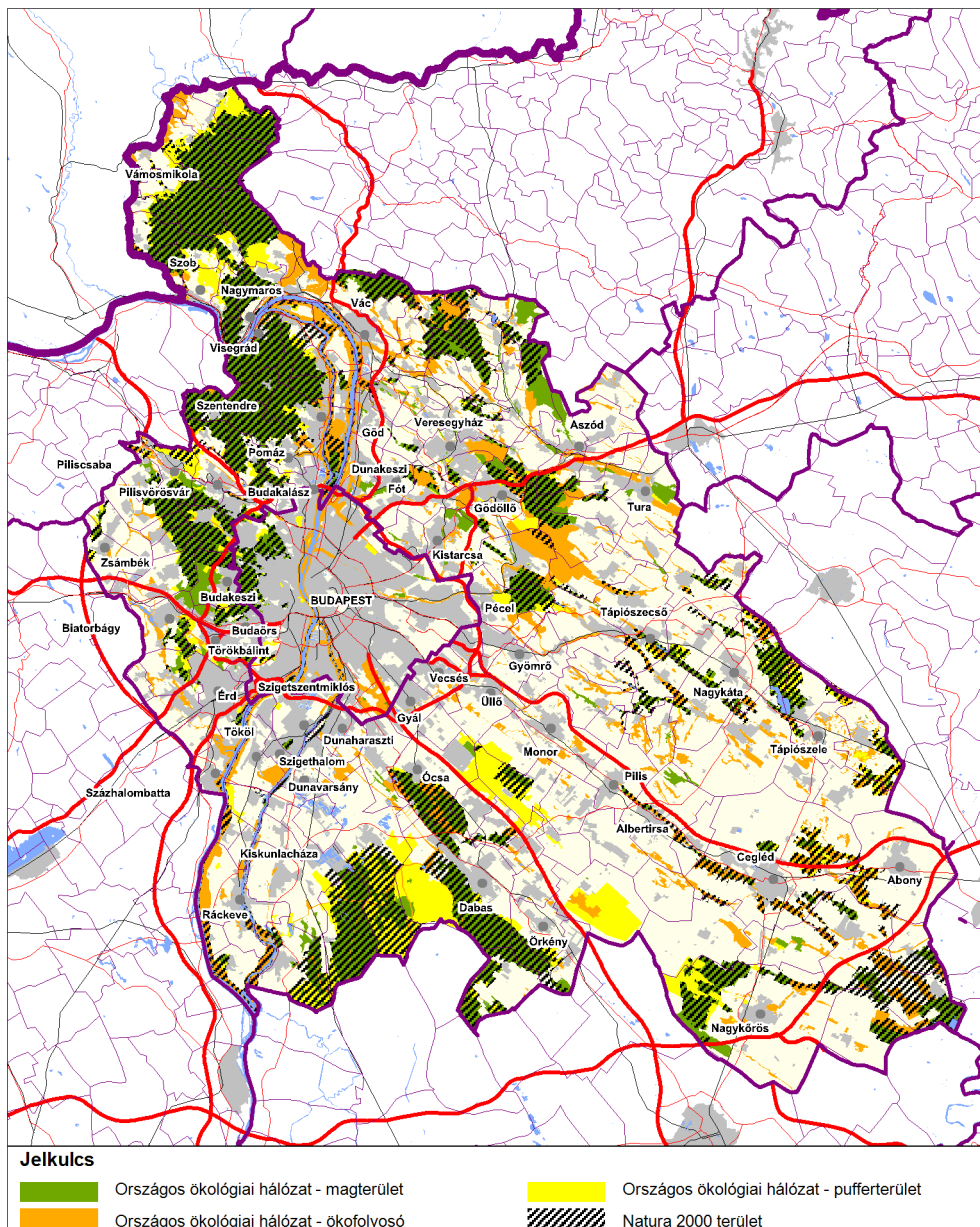 Vámosmikola
Szob
Nagymaros
Vác
Visegrád
Szentendre
Göd
Veresegyház
Aszód
Pomáz
Piliscsaba
Dunakeszi
Pilisvörösvár
Budakalász
Fót
Gödöllő
Tura
Kistarcsa
Zsámbék
Budakeszi
BUDAPEST
Pécel
Tápiószecső
Biatorbágy
Budaörs
Törökbálint
Gyömrő
Vecsés
Szigetszentmiklós
Nagykáta
Érd
Üllő
Gyál
Tököl
Dunaharaszti
Monor
Tápiószele
Szigethalom
Ócsa
Pilis
Dunavarsány
Százhalombatta
Albertirsa
Kiskunlacháza
Cegléd
Abony
Ráckeve
Dabas
Örkény
Nagykőrös
Jelkulcs
Országos ökológiai hálózat - magterület
Országos ökológiai hálózat - pufferterület
Országos ökológiai hálózat - ökofolyosó
Natura 2000 terület